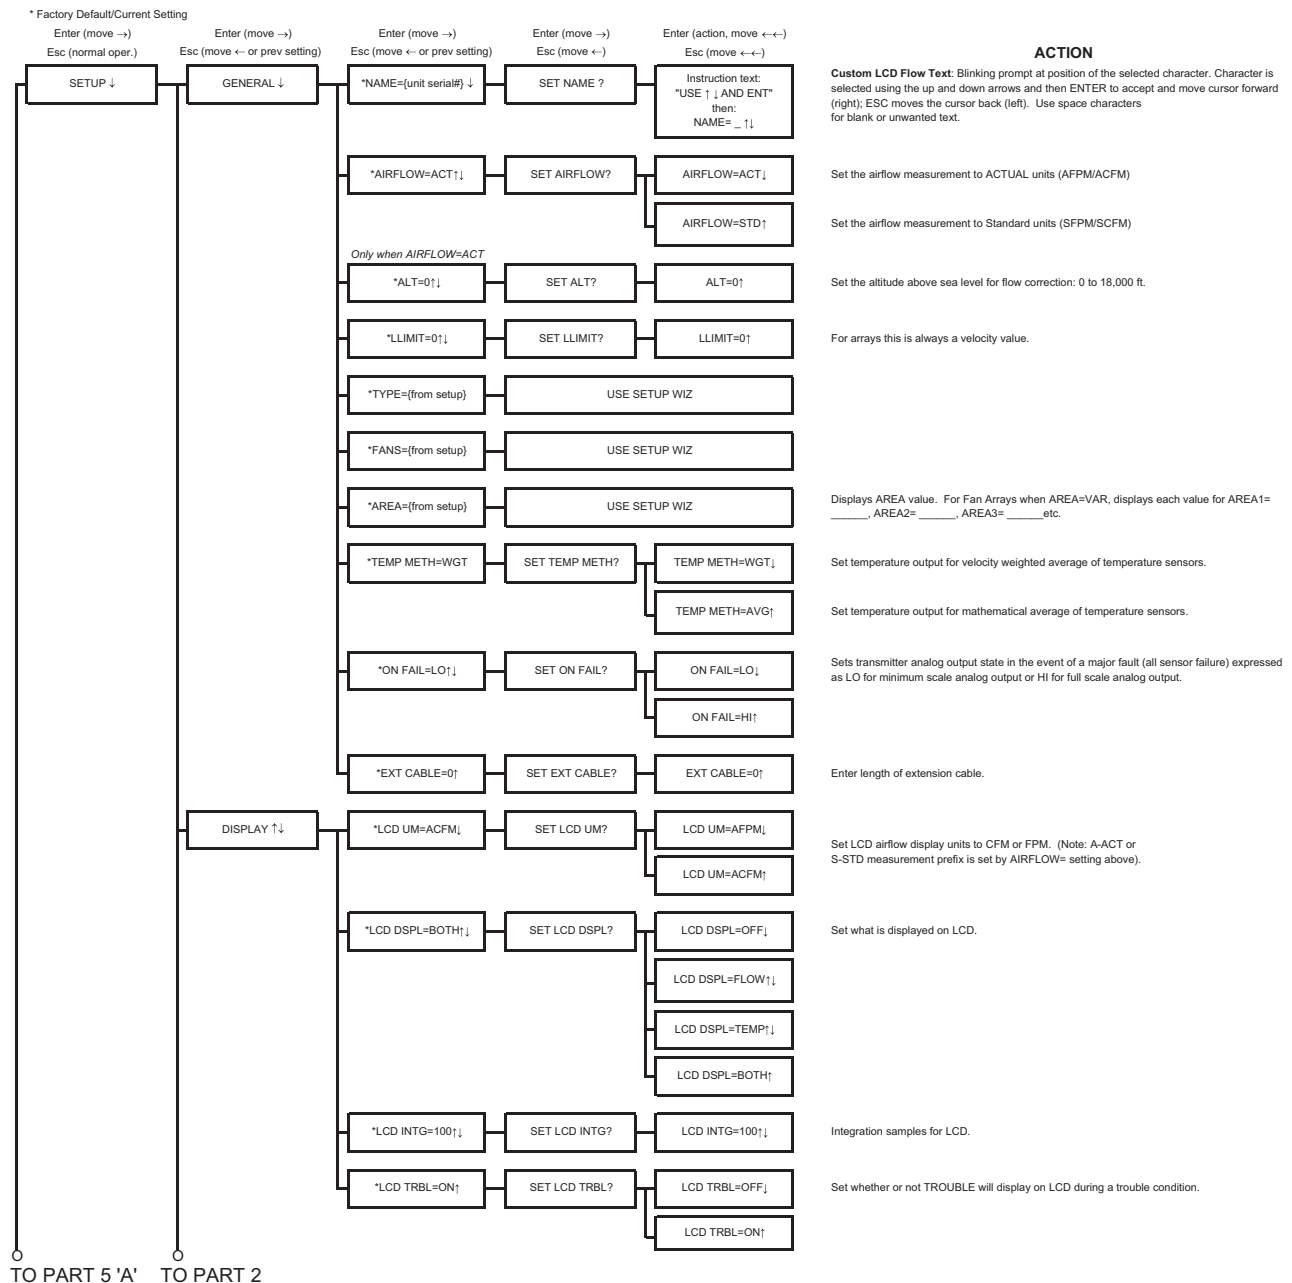 * Factory Default/Current Setting
Enter (move →) Enter (move →) Enter (move →) Enter (move →) Enter (action, move ←←)
Esc (normal oper.) Esc (move ← or prev setting) Esc (move ← or prev setting) Esc (move ←) Esc (move ←←)
ACTION
SETUP ↓
GENERAL ↓
*NAME={unit serial#} ↓
SET NAME ?
Instruction text:
"USE ↑ ↓ AND ENT"
then:
NAME= _ ↑↓
Custom LCD Flow Text: Blinking prompt at position of the selected character. Character is
selected using the up and down arrows and then ENTER to accept and move cursor forward
(right); ESC moves the cursor back (left). Use space characters
for blank or unwanted text.
*AIRFLOW=ACT↑↓
SET AIRFLOW?
AIRFLOW=ACT↓
Set the airflow measurement to ACTUAL units (AFPM/ACFM)
AIRFLOW=STD↑
Set the airflow measurement to Standard units (SFPM/SCFM)
Only when AIRFLOW=ACT
*ALT=0↑↓
SET ALT?
ALT=0↑
Set the altitude above sea level for flow correction: 0 to 18,000 ft.
*LLIMIT=0↑↓
SET LLIMIT?
LLIMIT=0↑
For arrays this is always a velocity value.
*TYPE={from setup}
USE SETUP WIZ
*FANS={from setup}
USE SETUP WIZ
*AREA={from setup}
USE SETUP WIZ
Displays AREA value. For Fan Arrays when AREA=VAR, displays each value for AREA1=
______, AREA2= ______, AREA3= ______etc.
*TEMP METH=WGT
SET TEMP METH?
TEMP METH=WGT↓
Set temperature output for velocity weighted average of temperature sensors.
TEMP METH=AVG↑
Set temperature output for mathematical average of temperature sensors.
*ON FAIL=LO↑↓
SET ON FAIL?
ON FAIL=LO↓
Sets transmitter analog output state in the event of a major fault (all sensor failure) expressed
as LO for minimum scale analog output or HI for full scale analog output.
ON FAIL=HI↑
*EXT CABLE=0↑
SET EXT CABLE?
EXT CABLE=0↑
Enter length of extension cable.
DISPLAY ↑↓
*LCD UM=ACFM↓
SET LCD UM?
LCD UM=AFPM↓
Set LCD airflow display units to CFM or FPM. (Note: A-ACT or
S-STD measurement prefix is set by AIRFLOW= setting above).
LCD UM=ACFM↑
*LCD DSPL=BOTH↑↓
SET LCD DSPL?
LCD DSPL=OFF↓
Set what is displayed on LCD.
LCD DSPL=FLOW↑↓
LCD DSPL=TEMP↑↓
LCD DSPL=BOTH↑
*LCD INTG=100↑↓
SET LCD INTG?
LCD INTG=100↑↓
Integration samples for LCD.
*LCD TRBL=ON↑
SET LCD TRBL?
LCD TRBL=OFF↓
Set whether or not TROUBLE will display on LCD during a trouble condition.
LCD TRBL=ON↑
TO PART 5 'A' TO PART 2